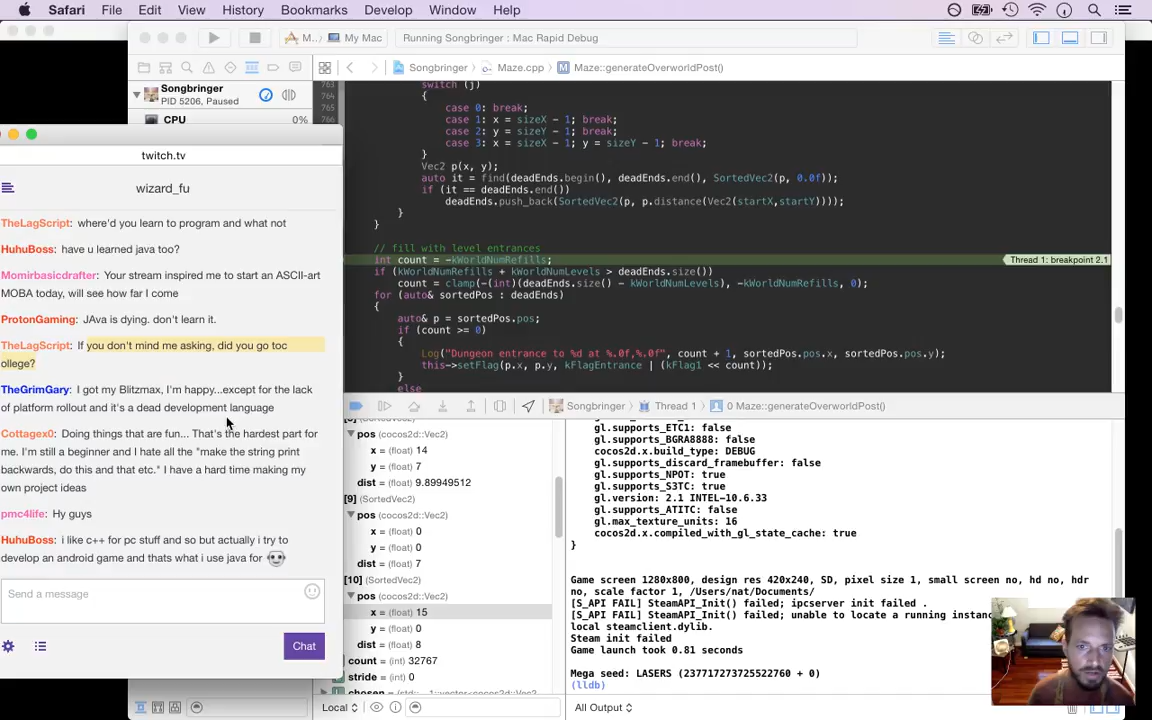 Safari File Edit View History Bookmarks Develop Window Help
My Mac
Running Songbringer : Mac Rapid Debug
Songbringer
Maze.cpp
Maze::generateOverworldPost()
Songbringer
PID 5206, Paused
CPU
0%
twitch.tv
wizard_fu
TheLagScript: where'd you learn to program and what not
HuhuBoss: have u learned java too?
Momirbasicdrafter: Your stream inspired me to start an ASCII-art
MOBA today, will see how far I come
ProtonGaming: JAva is dying. don't learn it.
TheLagScript: If you don't mind me asking, did you go toc
ollege?
TheGrimGary: I got my Blitzmax, I'm happy...except for the lack
of platform rollout and it's a dead development language
Cottagex0: Doing things that are fun... That's the hardest part for
me. I'm still a beginner and I hate all the "make the string print
backwards, do this and that etc." I have a hard time making my
own project ideas
pmc4life: Hy guys
HuhuBoss: i like c++ for pc stuff and so but actually i try to
develop an android game and thats what i use java for
Send a message
Chat
763
764
765
766
switch (j)
{
case 0: break;
case 1: x = sizeX - 1; break;
case 2: y = sizeY - 1; break;
case 3: x = sizeX - 1; y = sizeY - 1; break;
}
Vec2 p(x, y);
auto it = find(deadEnds.begin(), deadEnds.end(), SortedVec2(p, 0.0f));
if (it == deadEnds.end())
deadEnds.push_back(SortedVec2(p, p.distance(Vec2(startX,startY))));
}
}
// fill with level entrances
int count = -kWorldNumRefills;
Thread 1: breakpoint 2.1
if (kWorldNumRefills + kWorldNumLevels > deadEnds.size())
count = clamp(-(int)(deadEnds.size() - kWorldNumLevels), -kWorldNumRefills, 0);
for (auto& sortedPos : deadEnds)
{
auto& p = sortedPos.pos;
if (count >= 0)
{
Log("Dungeon entrance to %d at %.0f,%.0f", count + 1, sortedPos.pos.x, sortedPos.pos.y);
this->setFlag(p.x, p.y, kFlagEntrance | (kFlag1 << count));
}
else
Songbringer
Thread 1
0 Maze::generateOverworldPost()
pos
x = (float) 14
y = (float) 7
dist = (float) 9.89949512
[9] (SortedVec2)
pos
x = (float) 0
y = (float) 0
dist = (float) 7
[10] (SortedVec2)
pos
x = (float) 15
y = (float) 0
dist = (float) 8
count = (int) 32767
stride = (int) 0
Local
gl.supports_ETC1: false
gl.supports_BGRA8888: false
cocos2d.x.build_type: DEBUG
gl.supports_discard_framebuffer: false
gl.supports_NPOT: true
gl.supports_S3TC: true
gl.version: 2.1 INTEL-10.6.33
gl.supports_ATITC: false
gl.max_texture_units: 16
cocos2d.x.compiled_with_gl_state_cache: true
}
Game screen 1280x800, design res 420x240, SD, pixel size 1, small screen no, hd no, hdr
no, scale factor 1, /Users/nat/Documents/
[S_API FAIL] SteamAPI_Init() failed; ipcserver init failed .
[S_API FAIL] SteamAPI_Init() failed; unable to locate a running instanc
local steamclient.dylib.
Steam init failed
Game launch took 0.81 seconds
Mega seed: LASERS (237717273725522760 + 0)
(lldb)
All Output